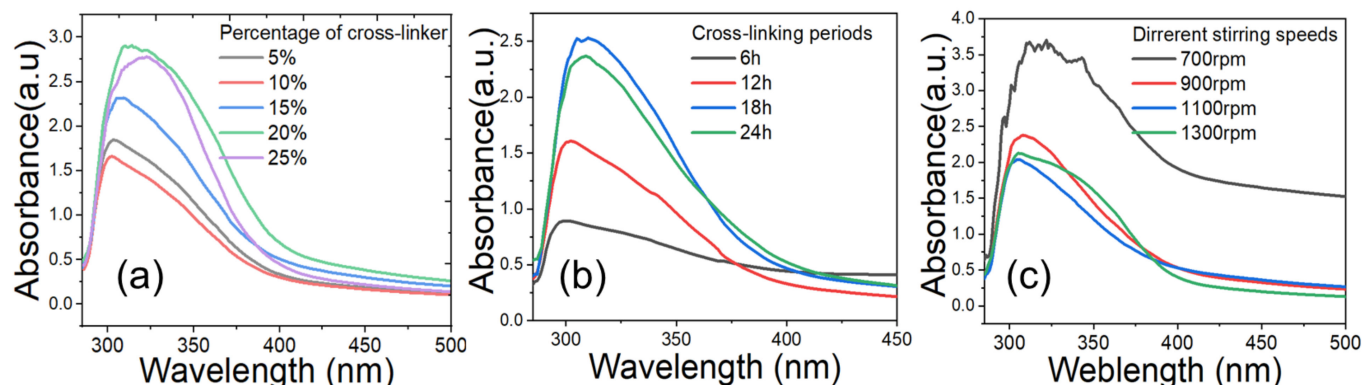 Percentage of cross-linker
5%
10%
15%
20%
25%
3.0
2.5
2.0
1.5
1.0
0.5
0.0
Absorbance(a.u)
(a)
300 350 400 450 500
Wavelength (nm)
Cross-linking periods
6h
12h
18h
24h
2.5
2.0
1.5
1.0
0.5
0.0
Absorbance(a.u.)
(b)
300 350 400 450
Wavelength (nm)
Dirrerent stirring speeds
700rpm
900rpm
1100rpm
1300rpm
4.0
3.5
3.0
2.5
2.0
1.5
1.0
0.5
0.0
Absorbance(a.u.)
(c)
300 350 400 450 500
Weblength (nm)